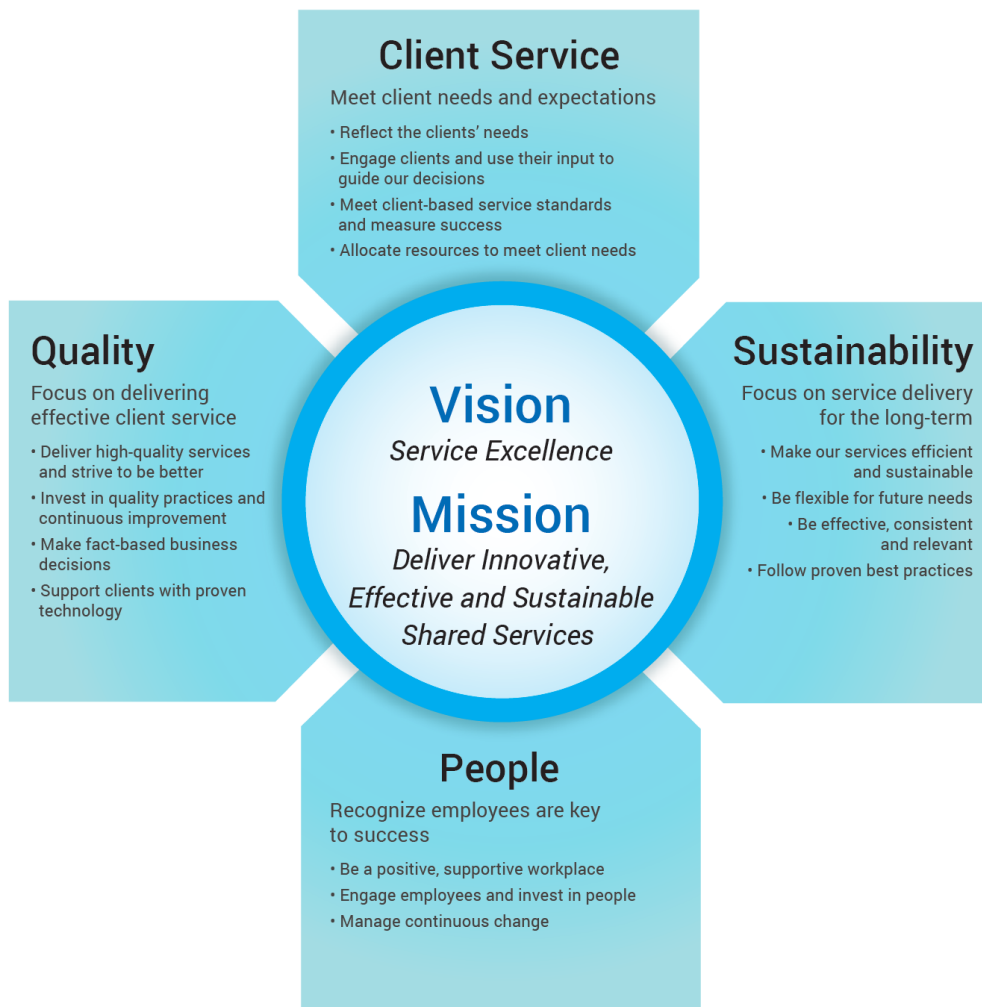 Client Service
Meet client needs and expectations
• Reflect the clients’ needs
• Engage clients and use their input to
guide our decisions
• Meet client-based service standards
and measure success
• Allocate resources to meet client needs
Quality
Focus on delivering
effective client service
• Deliver high-quality services
and strive to be better
• Invest in quality practices and
continuous improvement
• Make fact-based business
decisions
• Support clients with proven
technology
Vision
Service Excellence
Mission
Deliver Innovative,
Effective and Sustainable
Shared Services
Sustainability
Focus on service delivery
for the long-term
• Make our services efficient
and sustainable
• Be flexible for future needs
• Be effective, consistent
and relevant
• Follow proven best practices
People
Recognize employees are key
to success
• Be a positive, supportive workplace
• Engage employees and invest in people
• Manage continuous change